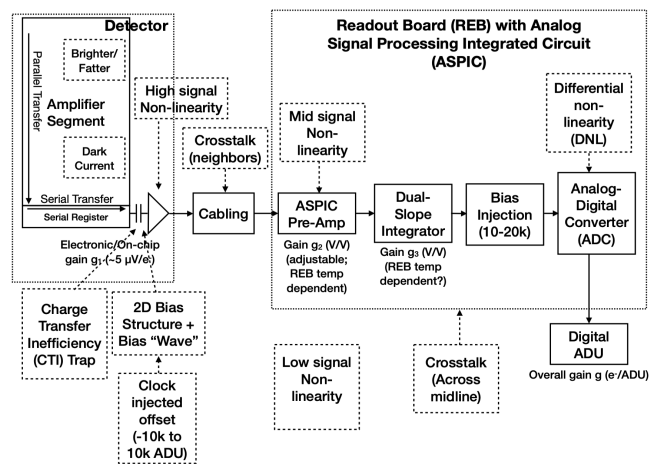 Detector
Readout Board (REB) with Analog
Signal Processing Integrated Circuit
(ASPIC)
Parallel Transfer
Brighter/
Fatter
Amplifier
Segment
Dark
Current
Serial Transfer
Serial Register
Electronic/On-chip
gain g₁ (~5 µV/e)
High signal
Non-linearity
Crosstalk
(neighbors)
Cabling
Mid signal
Non-
linearity
ASPIC
Pre-Amp
Gain g₂ (V/V)
(adjustable;
REB temp
dependent)
Dual-
Slope
Integrator
Gain g₃ (V/V)
(REB temp
dependent?)
Bias
Injection
(10-20k)
Differential
non-
linearity
(DNL)
Analog-
Digital
Converter
(ADC)
Charge
Transfer
Inefficiency
(CTI) Trap
2D Bias
Structure +
Bias “Wave”
Clock
injected
offset
(-10k to
10k ADU)
Low signal
Non-
linearity
Crosstalk
(Across
midline)
Digital
ADU
Overall gain g (e⁻/ADU)